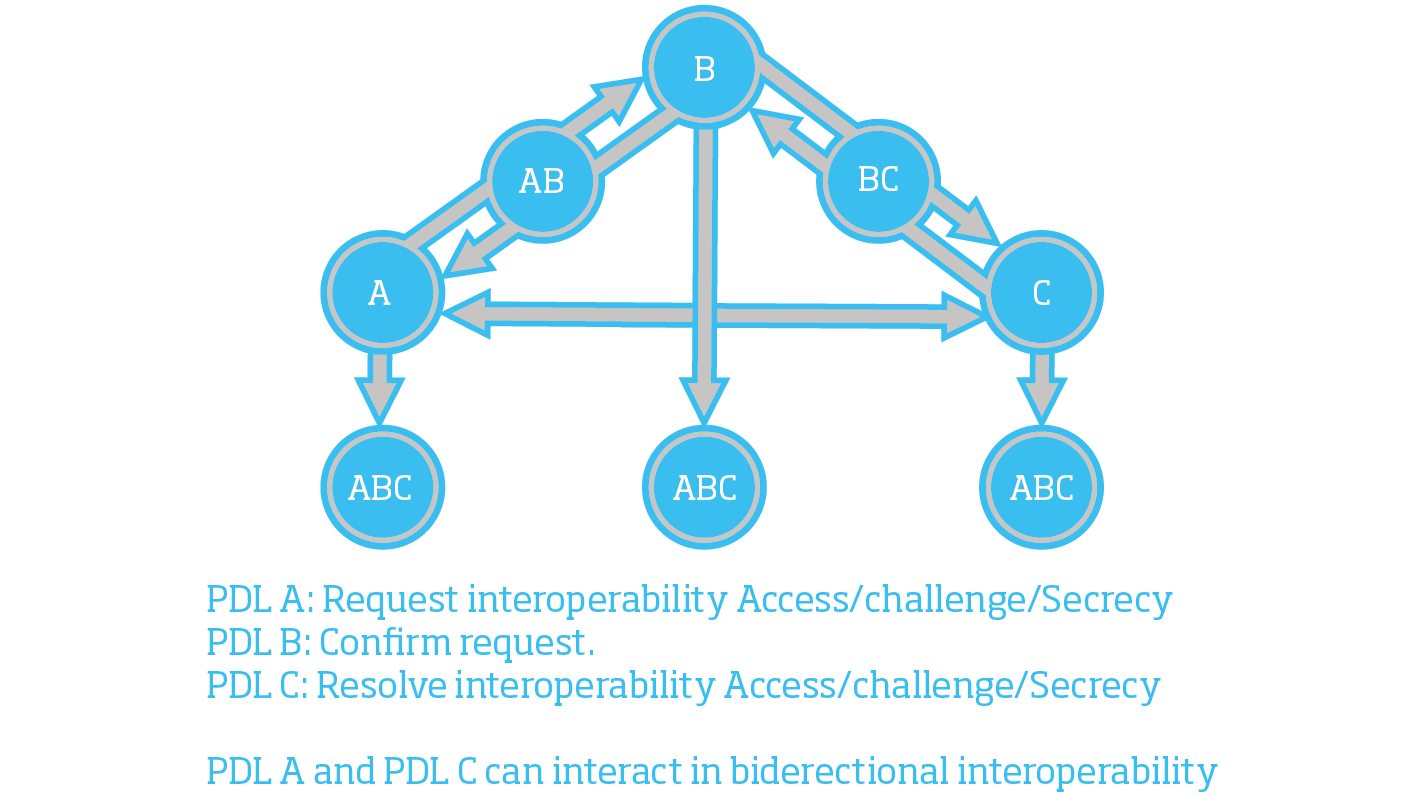 B
AB
BC
A
C
ABC
ABC
ABC
PDL A: Request interoperability Access/challenge/Secrecy
PDL B: Confirm request.
PDL C: Resolve interoperability Access/challenge/Secrecy
PDL A and PDL C can interact in biderectional interoperability